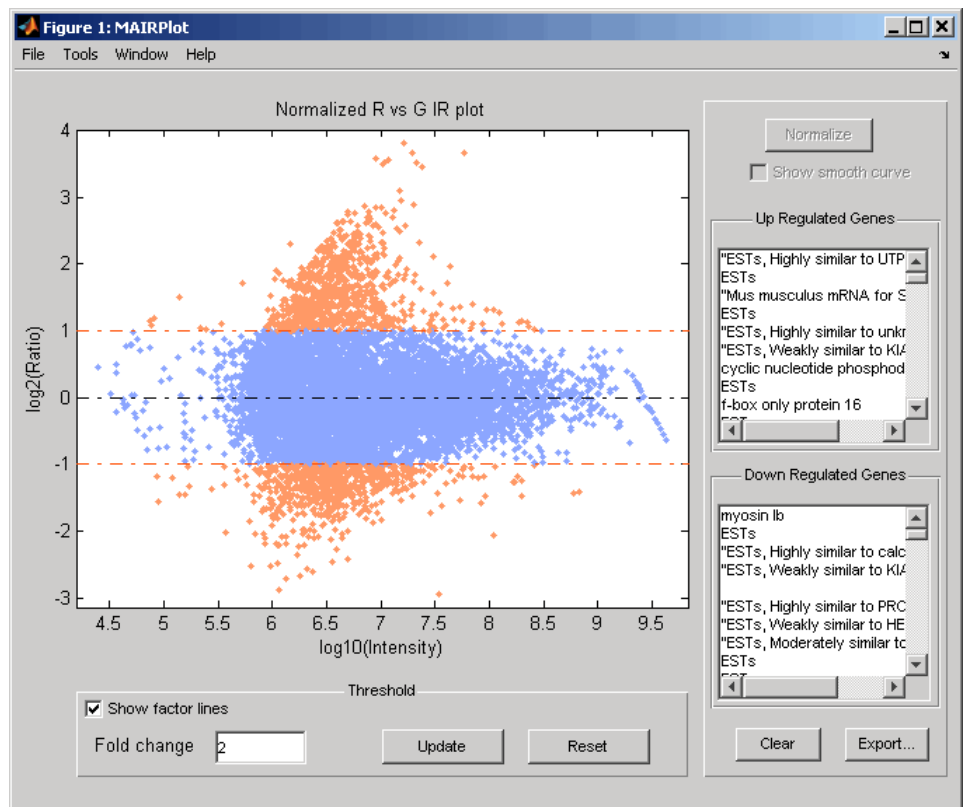 Figure 1: MAIRPlot
File Tools Window Help
Normalized R vs G IR plot
4
3
2
1
0
-1
-2
-3
log2(Ratio)
4.5 5 5.5 6 6.5 7 7.5 8 8.5 9 9.5
log10(Intensity)
Threshold
Show factor lines
Fold change 2 Update Reset
Normalize
Show smooth curve
Up Regulated Genes
"ESTs, Highly similar to UTP
ESTs
"Mus musculus mRNA for S
ESTs
"ESTs, Highly similar to unkr
"ESTs, Weakly similar to KIA
cyclic nucleotide phosphod
ESTs
f-box only protein 16
Down Regulated Genes
myosin Ib
ESTs
"ESTs, Highly similar to calc
"ESTs, Weakly similar to KIA
"ESTs, Highly similar to PRO
"ESTs, Weakly similar to HE
"ESTs, Moderately similar to
ESTs
Clear Export...